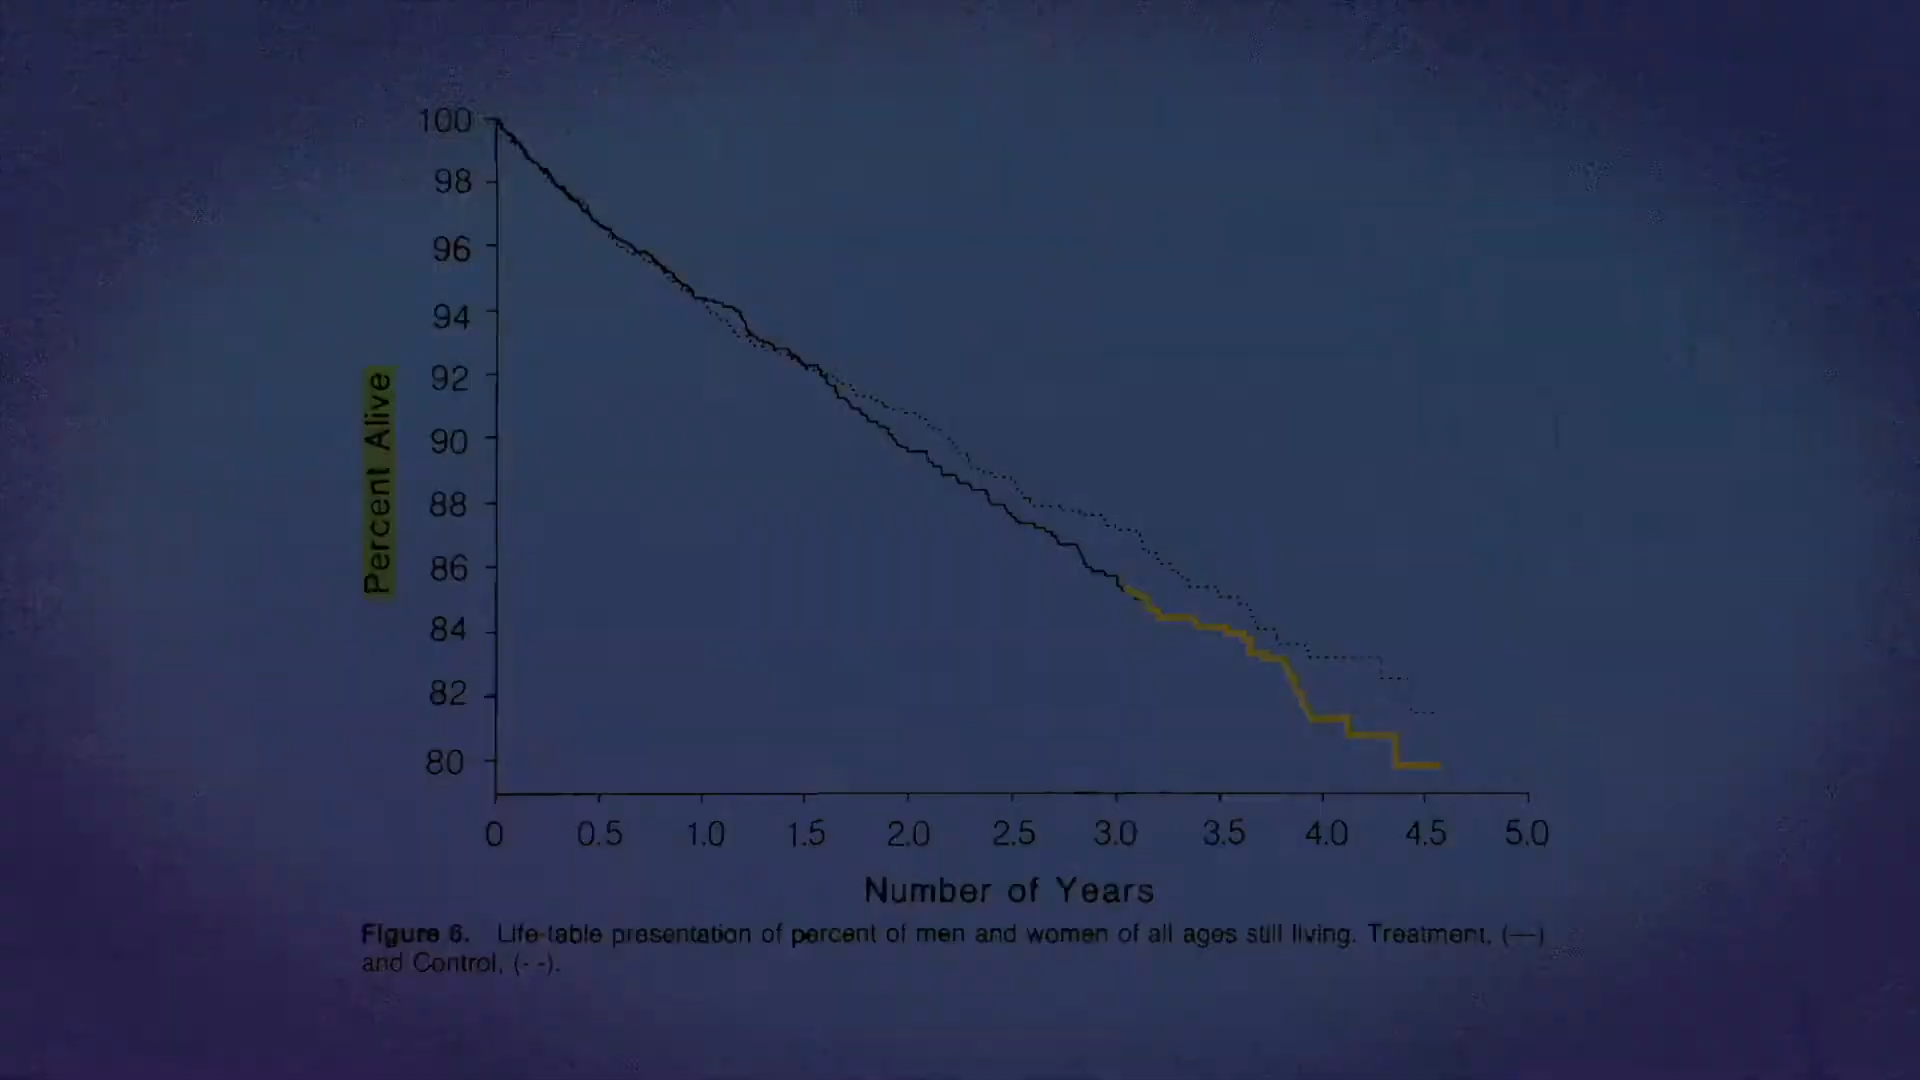 100
98
96
94
92
90
88
86
84
82
80
Percent Alive
0 0.5 1.0 1.5 2.0 2.5 3.0 3.5 4.0 4.5 5.0
Number of Years
Figure 6. Life-table presentation of percent of men and women of all ages still living. Treatment, (—)
and Control, (- -).